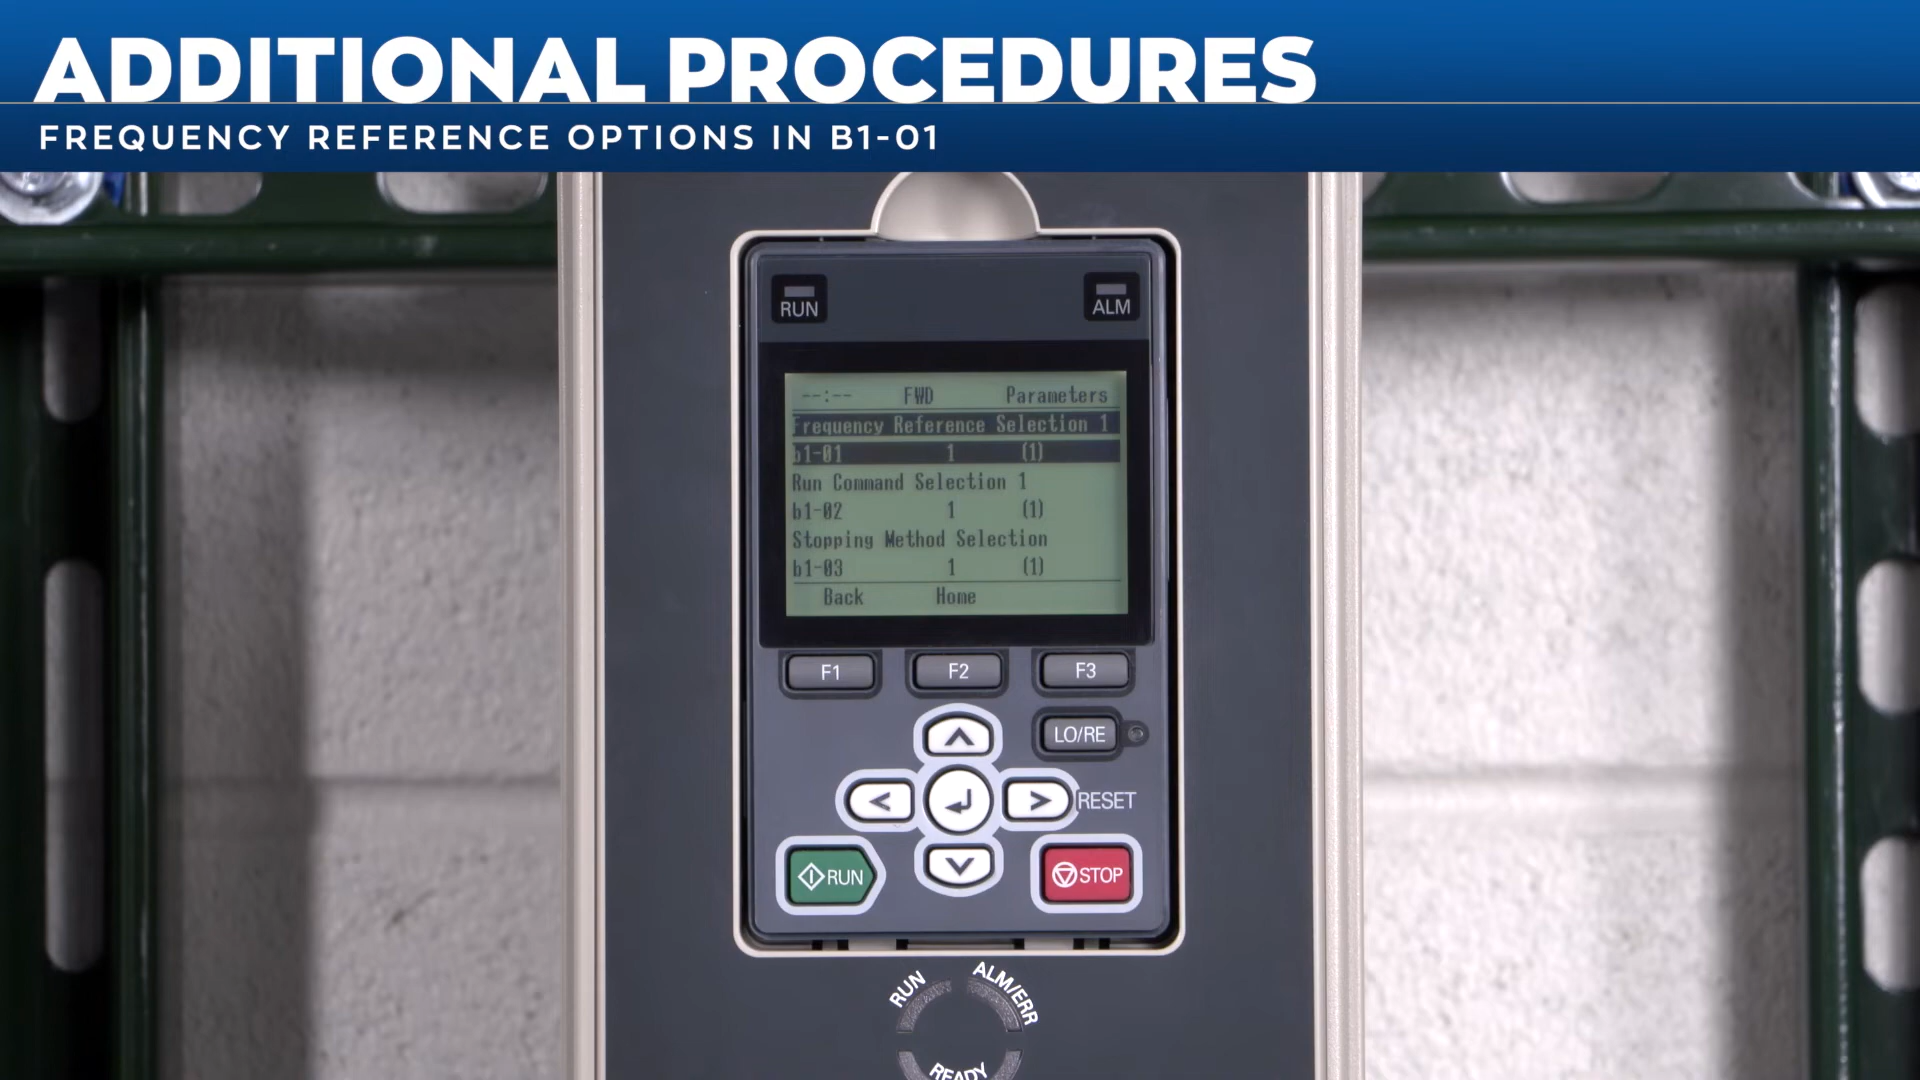 ADDITIONAL PROCEDURES
FREQUENCY REFERENCE OPTIONS IN B1-01
RUN
ALM
--:-- FWD Parameters
Frequency Reference Selection 1
b1-01 1 (1)
Run Command Selection 1
b1-02 1 (1)
Stopping Method Selection
b1-03 1 (1)
Back Home
F1 F2 F3
LO/RE
RESET
RUN
STOP
RUN
ALM/ERR
READY